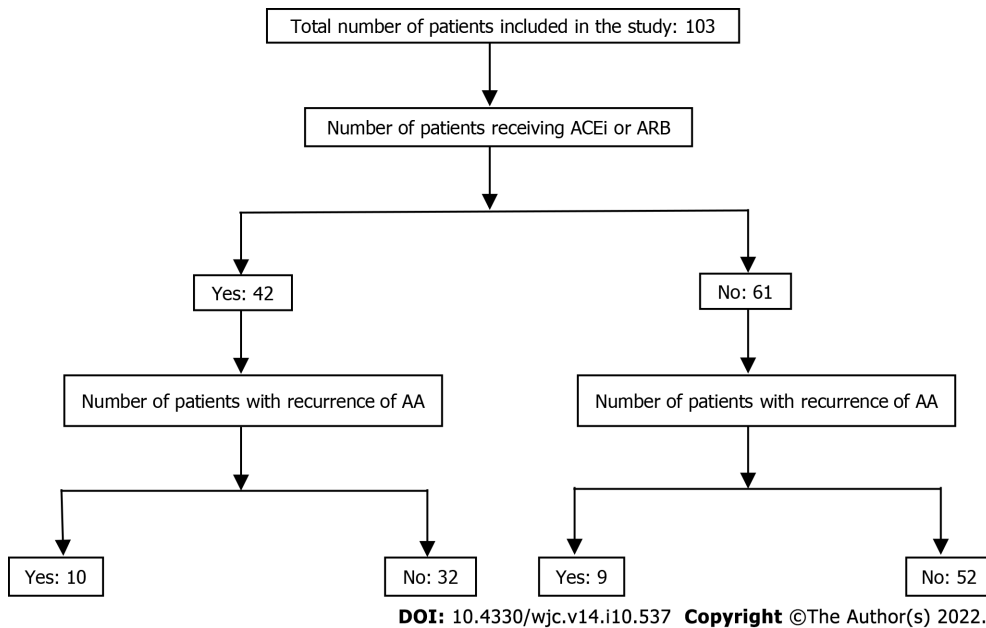 Total number of patients included in the study: 103
Number of patients receiving ACEi or ARB
Yes: 42
No: 61
Number of patients with recurrence of AA
Number of patients with recurrence of AA
Yes: 10
No: 32
Yes: 9
No: 52
DOI: 10.4330/wjc.v14.i10.537 Copyright ©The Author(s) 2022.